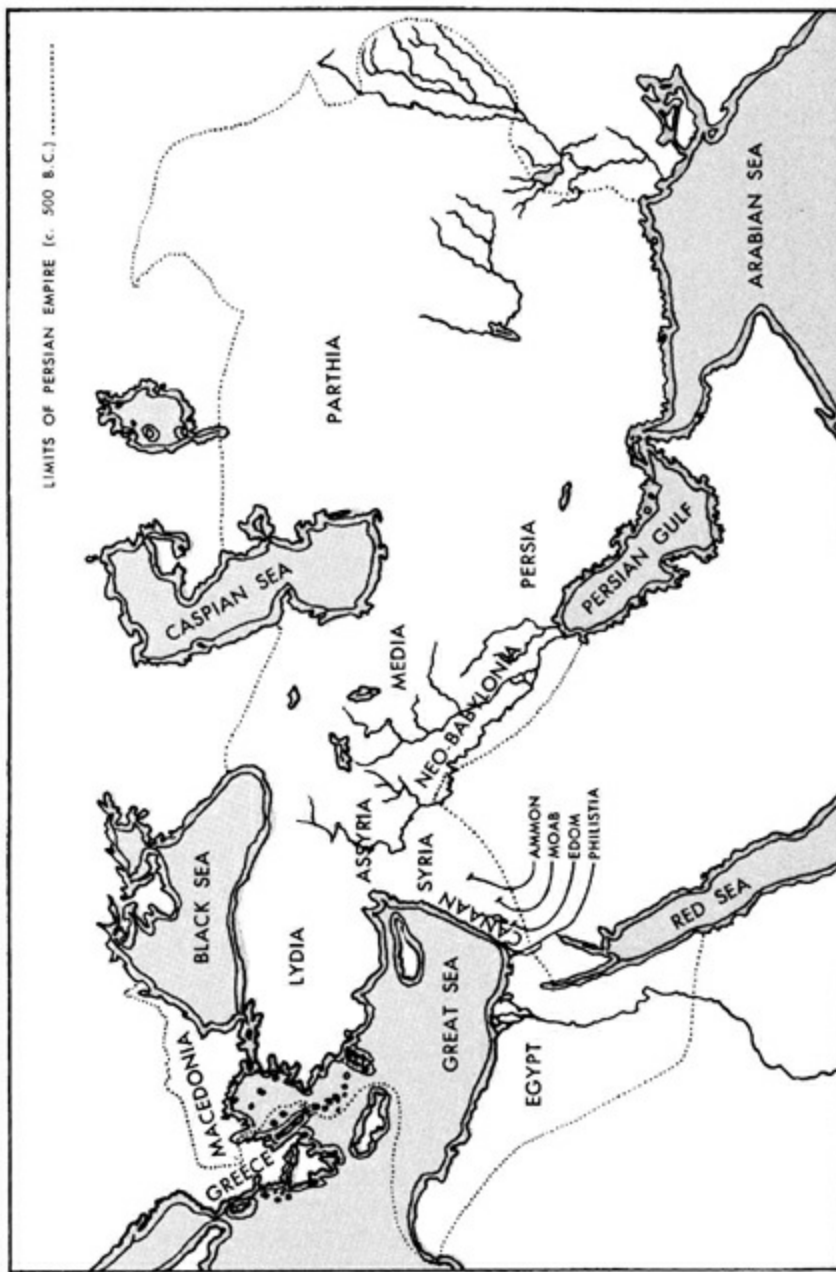 LIMITS OF PERSIAN EMPIRE (c. 500 B.C.) ..............
MACEDONIA
BLACK SEA
CASPIAN SEA
GREECE
LYDIA
PARTHIA
ASSYRIA
MEDIA
SYRIA
NEO-BABYLONIA
PERSIA
GREAT SEA
CANAAN
AMMON
MOAB
EDOM
PHILISTIA
PERSIAN GULF
EGYPT
RED SEA
ARABIAN SEA